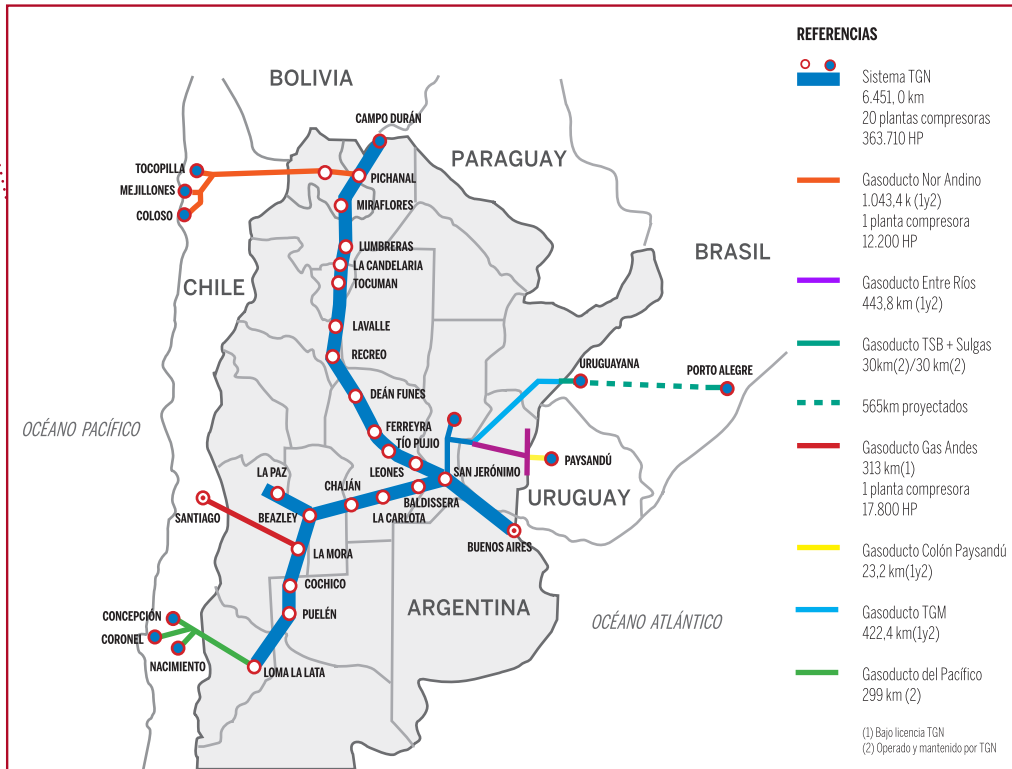 BOLIVIA
CAMPO DURÁN
PARAGUAY
TOCOPILLA
PICHANAL
MEJILLONES
MIRAFLORES
COLOSO
LUMBRERAS
BRASIL
LA CANDELARIA
CHILE
TOCUMAN
LAVALLE
RECREO
URUGUAYANA
PORTO ALEGRE
DEÁN FUNES
OCÉANO PACÍFICO
FERREYRA
TÍO PUJIO
LEONES
SAN JERÓNIMO
PAYSANDÚ
LA PAZ
CHAJÁN
URUGUAY
BALDISSERA
SANTIAGO
BEAZLEY
LA CARLOTA
BUENOS AIRES
LA MORA
COCHICO
ARGENTINA
CONCEPCIÓN
PUELÉN
OCÉANO ATLÁNTICO
CORONEL
NACIMIENTO
LOMA LA LATA
REFERENCIAS
Sistema TGN
6.451, 0 km
20 plantas compresoras
363.710 HP
Gasoducto Nor Andino
1.043,4 k (1y2)
1 planta compresora
12.200 HP
Gasoducto Entre Ríos
443,8 km (1y2)
Gasoducto TSB + Sulgas
30km(2)/30 km(2)
565km proyectados
Gasoducto Gas Andes
313 km(1)
1 planta compresora
17.800 HP
Gasoducto Colón Paysandú
23,2 km(1y2)
Gasoducto TGM
422,4 km(1y2)
Gasoducto del Pacífico
299 km (2)
(1) Bajo licencia TGN
(2) Operado y mantenido por TGN